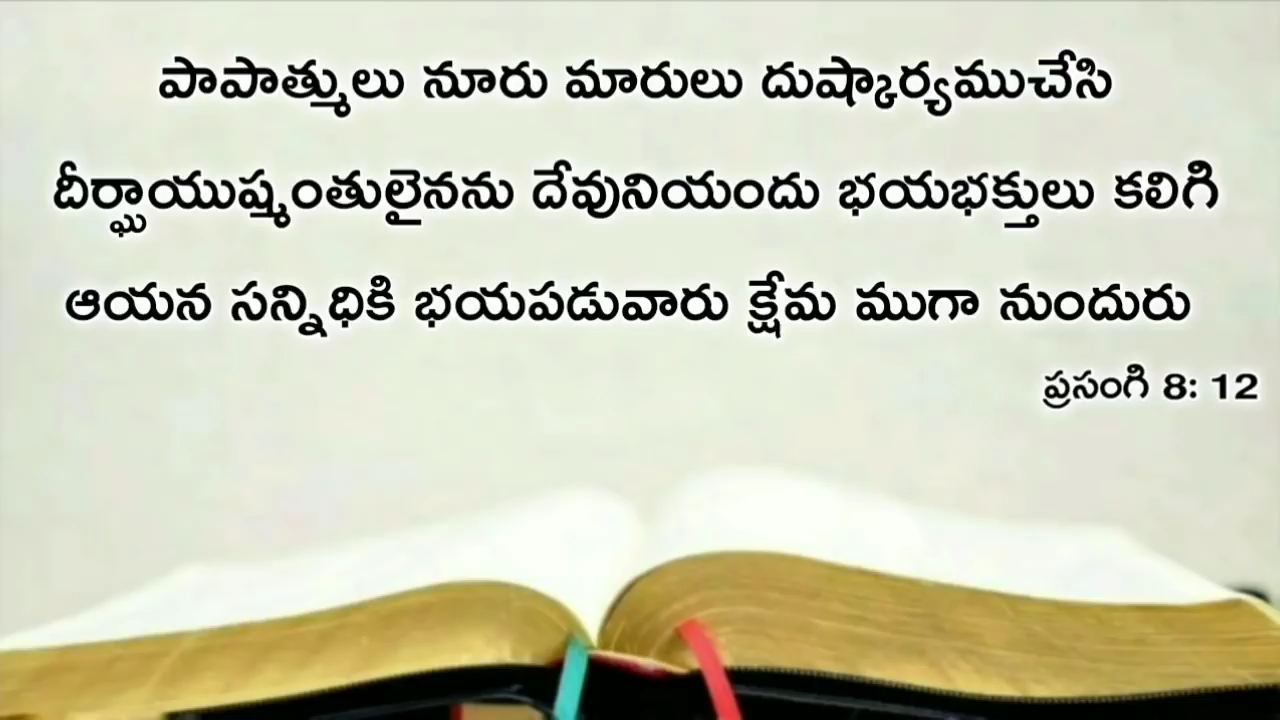 పాపాత్ములు నూరు మారులు దుష్కార్యముచేసి
దీర్ఘాయుష్మంతులైనను దేవునియందు భయభక్తులు కలిగి
ఆయన సన్నిధికి భయపడువారు క్షేమ ముగా నుందురు
ప్రసంగి 8: 12